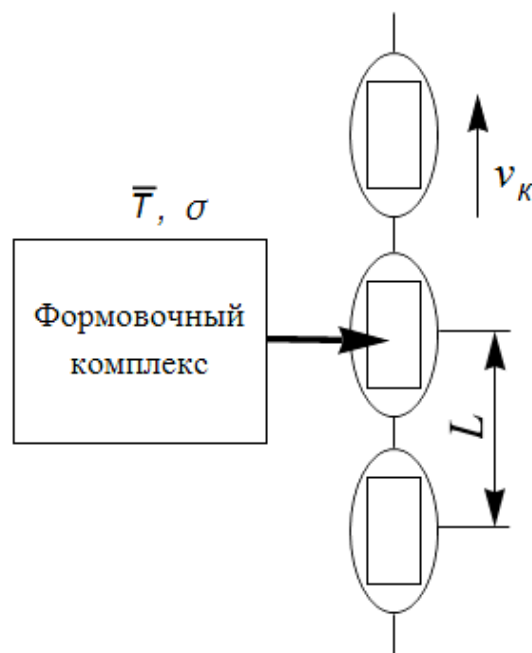 T̅, σ
v_к
Формовочный
комплекс
L